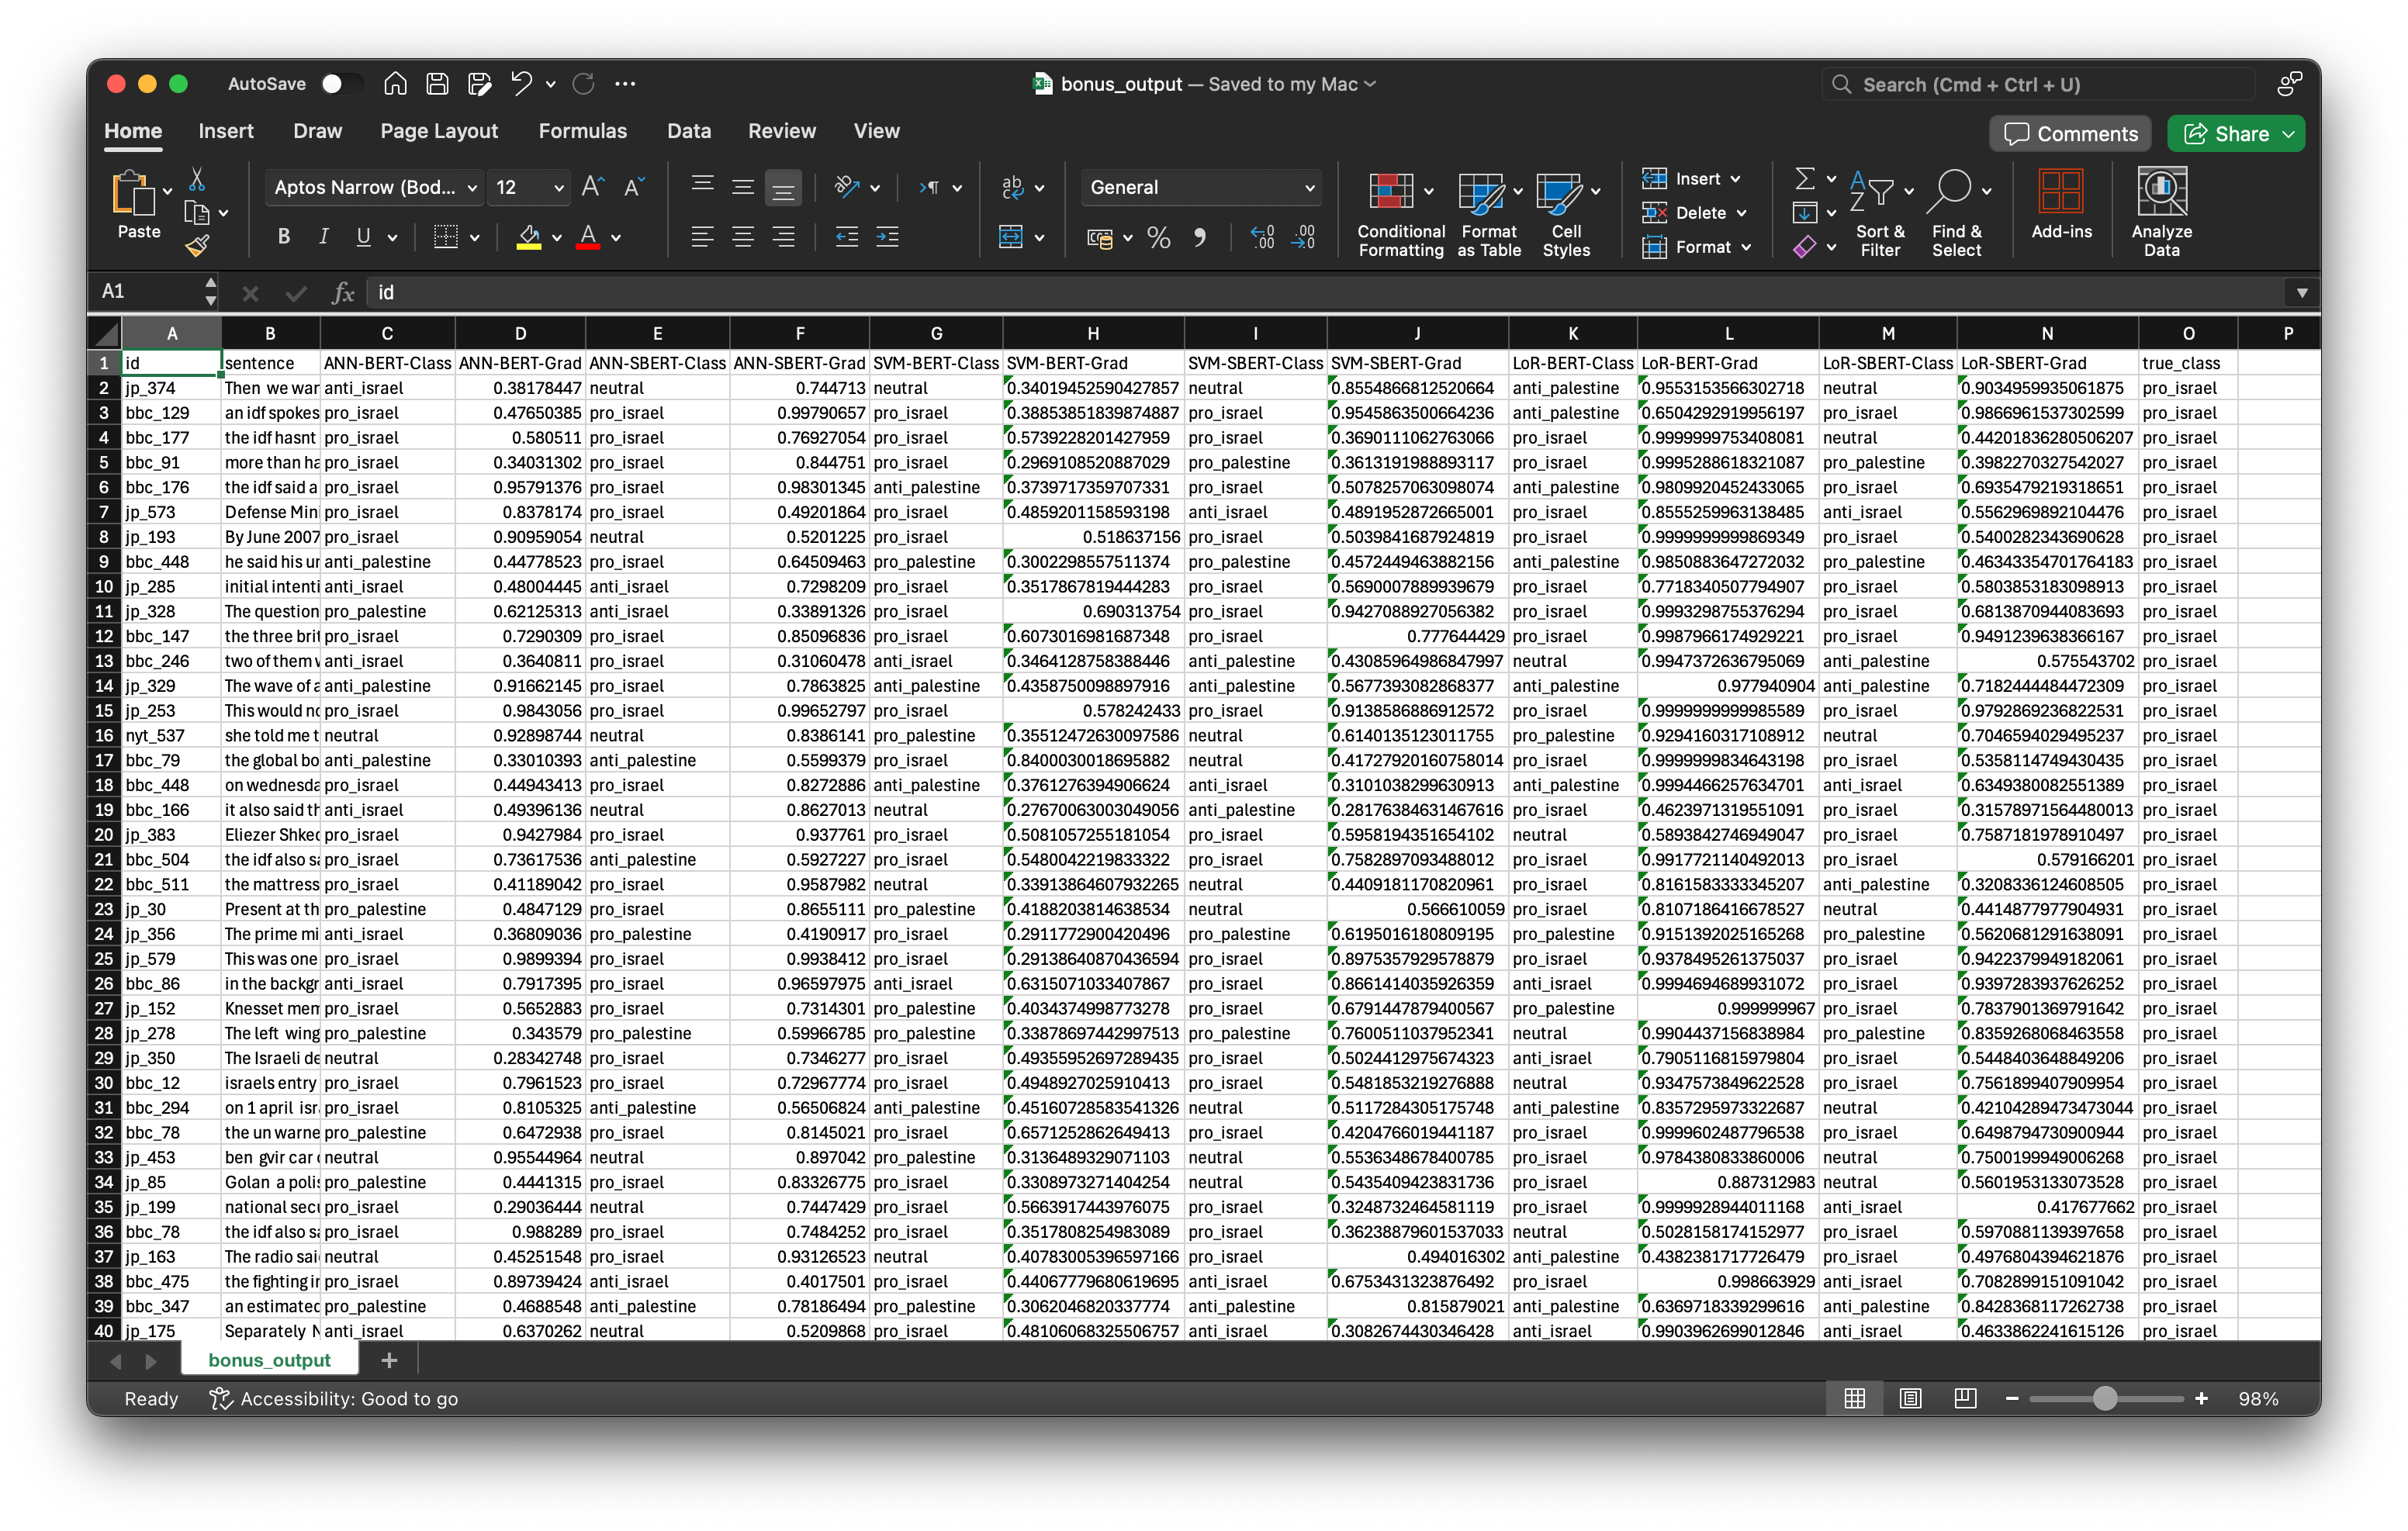 AutoSave
bonus_output — Saved to my Mac
Search (Cmd + Ctrl + U)
Home Insert Draw Page Layout Formulas Data Review View
Comments Share
Paste
Aptos Narrow (Bod... 12
General
Conditional Formatting
Format as Table
Cell Styles
Insert
Delete
Format
Sort & Filter
Find & Select
Add-ins
Analyze Data
A1 fx id
A B C D E F G H I J K L M N O P
1 id sentence ANN-BERT-Class ANN-BERT-Grad ANN-SBERT-Class ANN-SBERT-Grad SVM-BERT-Class SVM-BERT-Grad SVM-SBERT-Class SVM-SBERT-Grad LoR-BERT-Class LoR-BERT-Grad LoR-SBERT-Class LoR-SBERT-Grad true_class
2 jp_374 Then we war anti_israel 0.38178447 neutral 0.744713 neutral 0.34019452590427857 neutral 0.8554866812520664 anti_palestine 0.9553153566302718 neutral 0.9034959935061875 pro_israel
3 bbc_129 an idf spokes pro_israel 0.47650385 pro_israel 0.99790657 pro_israel 0.38853851839874887 pro_israel 0.9545863500664236 anti_palestine 0.6504292919956197 pro_israel 0.9866961537302599 pro_israel
4 bbc_177 the idf hasnt pro_israel 0.580511 pro_israel 0.76927054 pro_israel 0.5739228201427959 pro_israel 0.3690111062763066 pro_israel 0.9999999753408081 neutral 0.44201836280506207 pro_israel
5 bbc_91 more than ha pro_israel 0.34031302 pro_israel 0.844751 pro_israel 0.2969108520887029 pro_palestine 0.3613191988893117 pro_israel 0.9995288618321087 pro_palestine 0.3982270327542027 pro_israel
6 bbc_176 the idf said a pro_israel 0.95791376 pro_israel 0.98301345 anti_palestine 0.3739717359707331 pro_israel 0.5078257063098074 anti_palestine 0.9809920452433065 pro_israel 0.6935479219318651 pro_israel
7 jp_573 Defense Min pro_israel 0.8378174 pro_israel 0.49201864 pro_israel 0.4859201158593198 anti_israel 0.4891952872665001 pro_israel 0.8555259963138485 anti_israel 0.5562969892104476 pro_israel
8 jp_193 By June 2007 pro_israel 0.90959054 neutral 0.5201225 pro_israel 0.518637156 pro_israel 0.5039841687924819 pro_israel 0.9999999999869349 pro_israel 0.5400282343690628 pro_israel
9 bbc_448 he said his ur anti_palestine 0.44778523 pro_israel 0.64509463 pro_palestine 0.3002298557511374 pro_palestine 0.4572449463882156 anti_palestine 0.9850883647272032 pro_palestine 0.46343354701764183 pro_israel
10 jp_285 initial intenti anti_israel 0.48004445 anti_israel 0.7298209 pro_israel 0.3517867819444283 pro_israel 0.5690007889939679 pro_israel 0.7718340507794907 pro_israel 0.5803853183098913 pro_israel
11 jp_328 The question pro_palestine 0.62125313 anti_israel 0.33891326 pro_israel 0.690313754 pro_israel 0.9427088927056382 pro_israel 0.9993298755376294 pro_israel 0.6813870944083693 pro_israel
12 bbc_147 the three brit pro_israel 0.7290309 pro_israel 0.85096836 pro_israel 0.6073016981687348 pro_israel 0.777644429 pro_israel 0.9987966174929221 pro_israel 0.9491239638366167 pro_israel
13 bbc_246 two of them w anti_israel 0.3640811 pro_israel 0.31060478 anti_israel 0.3464128758388446 anti_palestine 0.43085964986847997 neutral 0.9947372636795069 anti_palestine 0.575543702 pro_israel
14 jp_329 The wave of a anti_palestine 0.91662145 pro_israel 0.7863825 anti_palestine 0.4358750098897916 anti_palestine 0.5677393082868377 anti_palestine 0.977940904 anti_palestine 0.7182444484472309 pro_israel
15 jp_253 This would no pro_israel 0.9843056 pro_israel 0.99652797 pro_israel 0.578242433 pro_israel 0.9138586886912572 pro_israel 0.9999999999985589 pro_israel 0.9792869236822531 pro_israel
16 nyt_537 she told me t neutral 0.92898744 neutral 0.8386141 pro_palestine 0.35512472630097586 neutral 0.6140135123011755 pro_palestine 0.9294160317108912 neutral 0.7046594029495237 pro_israel
17 bbc_79 the global bo anti_palestine 0.33010393 anti_palestine 0.5599379 pro_israel 0.8400030018695882 neutral 0.41727920160758014 pro_israel 0.9999999834643198 pro_israel 0.5358114749430435 pro_israel
18 bbc_448 on wednesda pro_israel 0.44943413 pro_israel 0.8272886 anti_palestine 0.3761276394906624 anti_israel 0.3101038299630913 anti_palestine 0.9994466257634701 anti_israel 0.6349380082551389 pro_israel
19 bbc_166 it also said th anti_israel 0.49396136 neutral 0.8627013 neutral 0.27670063003049056 anti_palestine 0.28176384631467616 pro_israel 0.4623971319551091 pro_israel 0.31578971564480013 pro_israel
20 jp_383 Eliezer Shked pro_israel 0.9427984 pro_israel 0.937761 pro_israel 0.5081057255181054 pro_israel 0.5958194351654102 neutral 0.5893842746949047 pro_israel 0.7587181978910497 pro_israel
21 bbc_504 the idf also sa pro_israel 0.73617536 anti_palestine 0.5927227 pro_israel 0.5480042219833322 pro_israel 0.7582897093488012 pro_israel 0.9917721140492013 pro_israel 0.579166201 pro_israel
22 bbc_511 the mattress pro_israel 0.41189042 pro_israel 0.9587982 neutral 0.33913864607932265 neutral 0.4409181170820961 pro_israel 0.8161583333345207 anti_palestine 0.3208336124608505 pro_israel
23 jp_30 Present at th pro_palestine 0.4847129 pro_israel 0.8655111 pro_palestine 0.4188203814638534 neutral 0.566610059 pro_israel 0.8107186416678527 neutral 0.4414877977904931 pro_israel
24 jp_356 The prime mi anti_israel 0.36809036 pro_palestine 0.4190917 pro_israel 0.2911772900420496 pro_palestine 0.6195016180809195 pro_palestine 0.9151392025165268 pro_palestine 0.5620681291638091 pro_israel
25 jp_579 This was one pro_israel 0.9899394 pro_israel 0.9938412 pro_israel 0.29138640870436594 pro_israel 0.8975357929578879 pro_israel 0.9378495261375037 pro_israel 0.9422379949182061 pro_israel
26 bbc_86 in the backgr anti_israel 0.7917395 pro_israel 0.96597975 anti_israel 0.6315071033407867 pro_israel 0.8661414035926359 anti_israel 0.9994694689931072 pro_israel 0.9397283937626252 pro_israel
27 jp_152 Knesset mem pro_israel 0.5652883 pro_israel 0.7314301 pro_palestine 0.4034374998773278 pro_israel 0.6791447879400567 pro_palestine 0.999999967 pro_israel 0.7837901369791642 pro_israel
28 jp_278 The left wing pro_palestine 0.343579 pro_palestine 0.59966785 pro_palestine 0.33878697442997513 pro_palestine 0.7600511037952341 neutral 0.9904437156838984 pro_palestine 0.8359268068463558 pro_israel
29 jp_350 The Israeli de neutral 0.28342748 pro_israel 0.7346277 pro_israel 0.49355952697289435 pro_israel 0.5024412975674323 anti_israel 0.7905116815979804 pro_israel 0.5448403648849206 pro_israel
30 bbc_12 israels entry pro_israel 0.7961523 pro_israel 0.72967774 pro_israel 0.4948927025910413 pro_israel 0.5481853219276888 neutral 0.9347573849622528 pro_israel 0.7561899407909954 pro_israel
31 bbc_294 on 1 april isr pro_israel 0.8105325 anti_palestine 0.56506824 anti_palestine 0.45160728583541326 neutral 0.5117284305175748 anti_palestine 0.8357295973322687 neutral 0.42104289473473044 pro_israel
32 bbc_78 the un warne pro_palestine 0.6472938 pro_israel 0.8145021 pro_israel 0.6571252862649413 pro_israel 0.4204766019441187 pro_israel 0.9999602487796538 pro_israel 0.6498794730900944 pro_israel
33 jp_453 ben gvir car neutral 0.95544964 neutral 0.897042 pro_palestine 0.3136489329071103 neutral 0.5536348678400785 pro_israel 0.9784380833860006 neutral 0.7500199949006268 pro_israel
34 jp_85 Golan a polis pro_palestine 0.4441315 pro_israel 0.83326775 pro_israel 0.3308973271404254 neutral 0.5435409423831736 pro_israel 0.887312983 neutral 0.5601953133073528 pro_israel
35 jp_199 national secu pro_israel 0.29036444 neutral 0.7447429 pro_israel 0.5663917443976075 pro_israel 0.3248732464581119 pro_israel 0.9999928944011168 anti_israel 0.417677662 pro_israel
36 bbc_78 the idf also sa pro_israel 0.988289 pro_israel 0.7484252 pro_israel 0.3517808254983089 pro_israel 0.36238879601537033 neutral 0.5028158174152977 pro_israel 0.5970881139397658 pro_israel
37 jp_163 The radio sai neutral 0.45251548 pro_israel 0.93126523 neutral 0.40783005396597166 pro_israel 0.494016302 anti_palestine 0.4382381717726479 pro_israel 0.4976804394621876 pro_israel
38 bbc_475 the fighting ir pro_israel 0.89739424 anti_israel 0.4017501 pro_israel 0.44067779680619695 anti_israel 0.6753431323876492 pro_israel 0.998663929 anti_israel 0.7082899151091042 pro_israel
39 bbc_347 an estimated pro_palestine 0.4688548 anti_palestine 0.78186494 pro_palestine 0.3062046820337774 anti_palestine 0.815879021 anti_palestine 0.6369718339299616 anti_palestine 0.8428368117262738 pro_israel
40 jp_175 Separately N anti_israel 0.6370262 neutral 0.5209868 pro_israel 0.48106068325506757 anti_israel 0.3082674430346428 anti_israel 0.9903962699012846 anti_israel 0.4633862241615126 pro_israel
bonus_output
Ready Accessibility: Good to go 98%